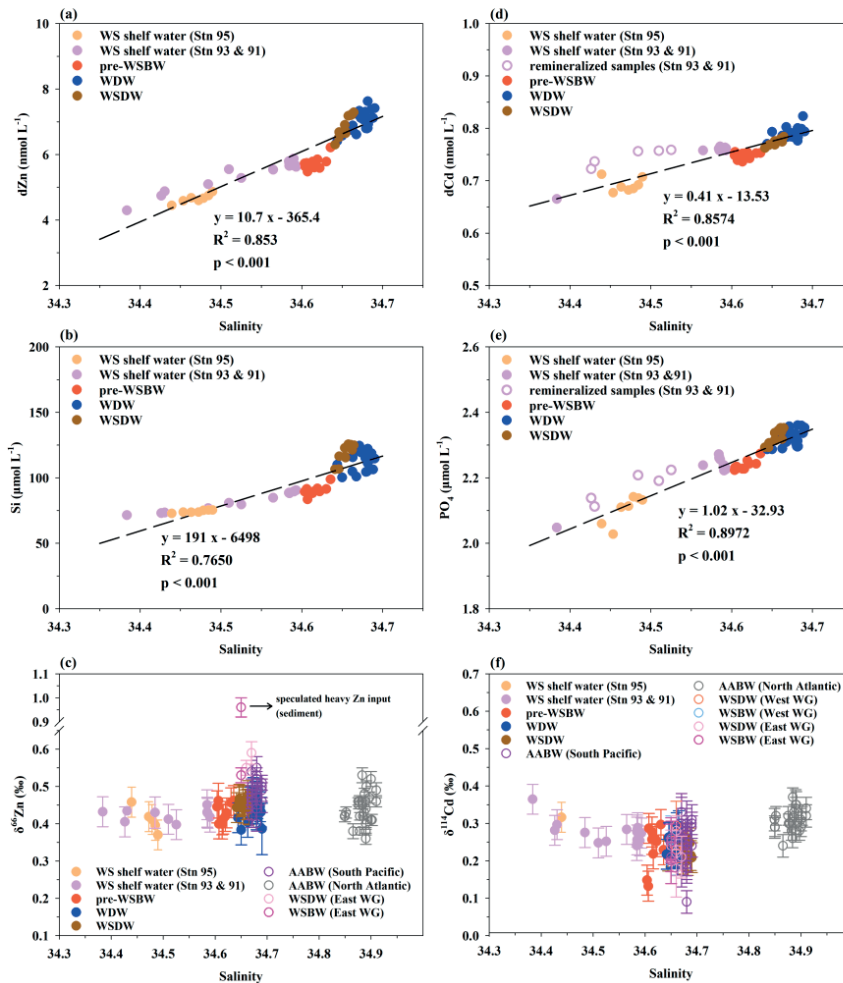 (a)
WS shelf water (Stn 95)
WS shelf water (Stn 93 & 91)
pre-WSBW
WDW
WSDW
dZn (nmol L⁻¹)
10
8
6
4
2
y = 10.7 x - 365.4
R² = 0.853
p < 0.001
34.3 34.4 34.5 34.6 34.7
Salinity
(d)
WS shelf water (Stn 95)
WS shelf water (Stn 93 & 91)
remineralized samples (Stn 93 & 91)
pre-WSBW
WDW
WSDW
dCd (nmol L⁻¹)
1.0
0.9
0.8
0.7
0.6
0.5
y = 0.41 x - 13.53
R² = 0.8574
p < 0.001
34.3 34.4 34.5 34.6 34.7
Salinity
(b)
WS shelf water (Stn 95)
WS shelf water (Stn 93 & 91)
pre-WSBW
WDW
WSDW
Si (μmol L⁻¹)
200
150
100
50
0
y = 191 x - 6498
R² = 0.7650
p < 0.001
34.3 34.4 34.5 34.6 34.7
Salinity
(e)
WS shelf water (Stn 95)
WS shelf water (Stn 93 &91)
remineralized samples (Stn 93 & 91)
pre-WSBW
WDW
WSDW
PO₄ (μmol L⁻¹)
2.6
2.4
2.2
2.0
1.8
y = 1.02 x - 32.93
R² = 0.8972
p < 0.001
34.3 34.4 34.5 34.6 34.7
Salinity
(c)
speculated heavy Zn input
(sediment)
δ⁶⁶Zn (‰)
1.1
1.0
0.9
0.6
0.5
0.4
0.3
0.2
0.1
WS shelf water (Stn 95)
WS shelf water (Stn 93 & 91)
pre-WSBW
WDW
WSDW
AABW (South Pacific)
AABW (North Atlantic)
WSDW (East WG)
WSBW (East WG)
34.4 34.5 34.6 34.7 34.8 34.9
Salinity
(f)
WS shelf water (Stn 95)
WS shelf water (Stn 93 & 91)
pre-WSBW
WDW
WSDW
AABW (South Pacific)
AABW (North Atlantic)
WSDW (West WG)
WSBW (West WG)
WSDW (East WG)
WSBW (East WG)
δ¹¹⁴Cd (‰)
0.7
0.6
0.5
0.4
0.3
0.2
0.1
0.0
34.4 34.5 34.6 34.7 34.8 34.9
Salinity